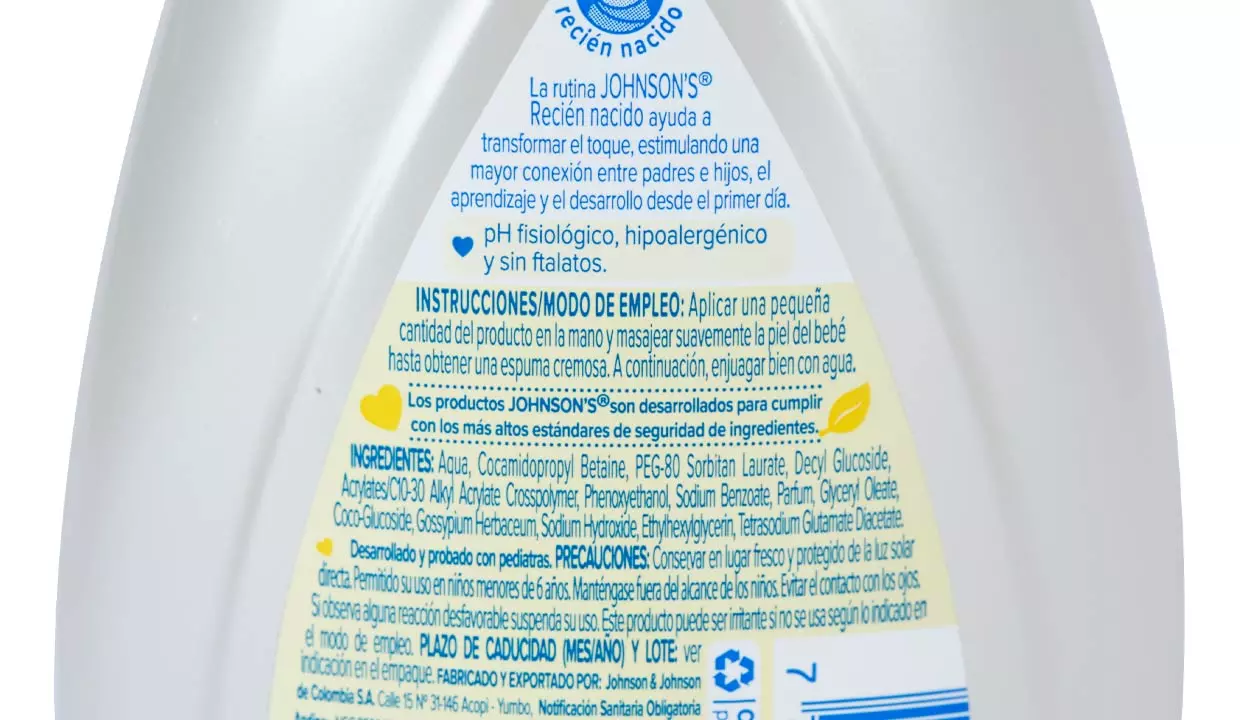 recién nacido
La rutina JOHNSON'S®
Recién nacido ayuda a
transformar el toque, estimulando una
mayor conexión entre padres e hijos, el
aprendizaje y el desarrollo desde el primer día.
pH fisiológico, hipoalergénico
y sin ftalatos.
INSTRUCCIONES/MODO DE EMPLEO: Aplicar una pequeña
cantidad del producto en la mano y masajear suavemente la piel del bebé
hasta obtener una espuma cremosa. A continuación, enjuagar bien con agua.
Los productos JOHNSON'S® son desarrollados para cumplir
con los más altos estándares de seguridad de ingredientes.
INGREDIENTES: Aqua, Cocamidopropyl Betaine, PEG-80 Sorbitan Laurate, Decyl Glucoside,
Acrylates/C10-30 Alkyl Acrylate Crosspolymer, Phenoxyethanol, Sodium Benzoate, Parfum, Glyceryl Oleate,
Coco-Glucoside, Gossypium Herbaceum, Sodium Hydroxide, Ethylhexylglycerin, Tetrasodium Glutamate Diacetate.
Desarrollado y probado con pediatras. PRECAUCIONES: Conservar en lugar fresco y protegido de la luz solar
directa. Permitido su uso en niños menores de 6 años. Manténgase fuera del alcance de los niños. Evitar el contacto con los ojos.
Si observa alguna reacción desfavorable suspenda su uso. Este producto puede ser irritante si no se usa según lo indicado en
el modo de empleo. PLAZO DE CADUCIDAD (MES/AÑO) Y LOTE: ver
indicación en el empaque. FABRICADO Y EXPORTADO POR: Johnson & Johnson
de Colombia S.A. Calle 15 Nº 31-146 Acopi - Yumbo, Notificación Sanitaria Obligatoria
7